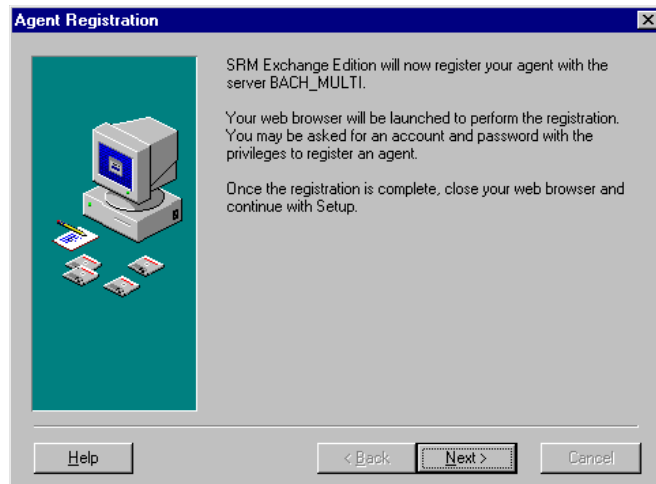 Agent Registration
SRM Exchange Edition will now register your agent with the
server BACH_MULTI.
Your web browser will be launched to perform the registration.
You may be asked for an account and password with the
privileges to register an agent.
Once the registration is complete, close your web browser and
continue with Setup.
Help
< Back
Next >
Cancel